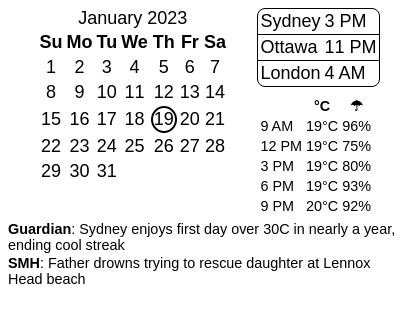 January 2023
Su Mo Tu We Th Fr Sa
1 2 3 4 5 6 7
8 9 10 11 12 13 14
15 16 17 18 19 20 21
22 23 24 25 26 27 28
29 30 31
Sydney 3 PM
Ottawa 11 PM
London 4 AM
°C ☂
9 AM 19°C 96%
12 PM 19°C 75%
3 PM 19°C 80%
6 PM 19°C 93%
9 PM 20°C 92%
Guardian: Sydney enjoys first day over 30C in nearly a year,
ending cool streak
SMH: Father drowns trying to rescue daughter at Lennox
Head beach